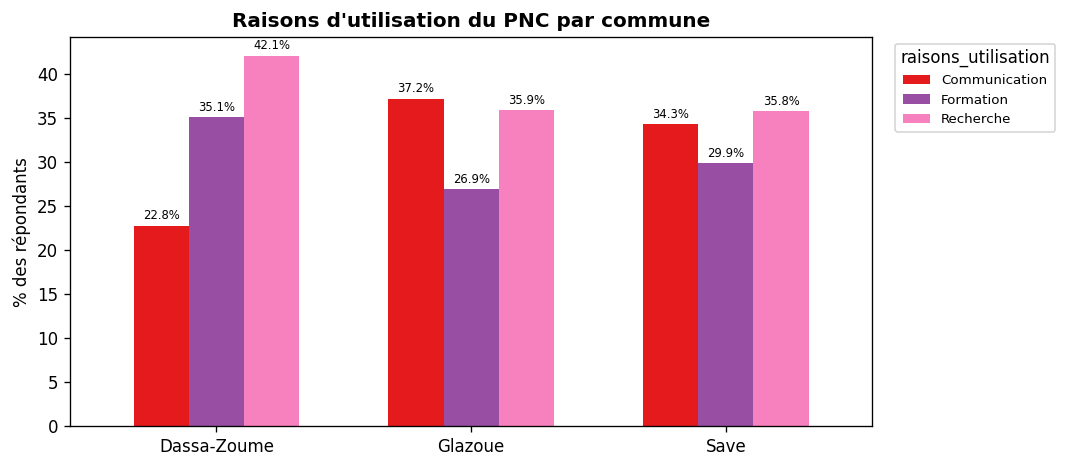 Raisons d'utilisation du PNC par commune
% des répondants
40
35
30
25
20
15
10
5
0
22.8%
35.1%
42.1%
37.2%
26.9%
35.9%
34.3%
29.9%
35.8%
Dassa-Zoume
Glazoue
Save
raisons_utilisation
Communication
Formation
Recherche